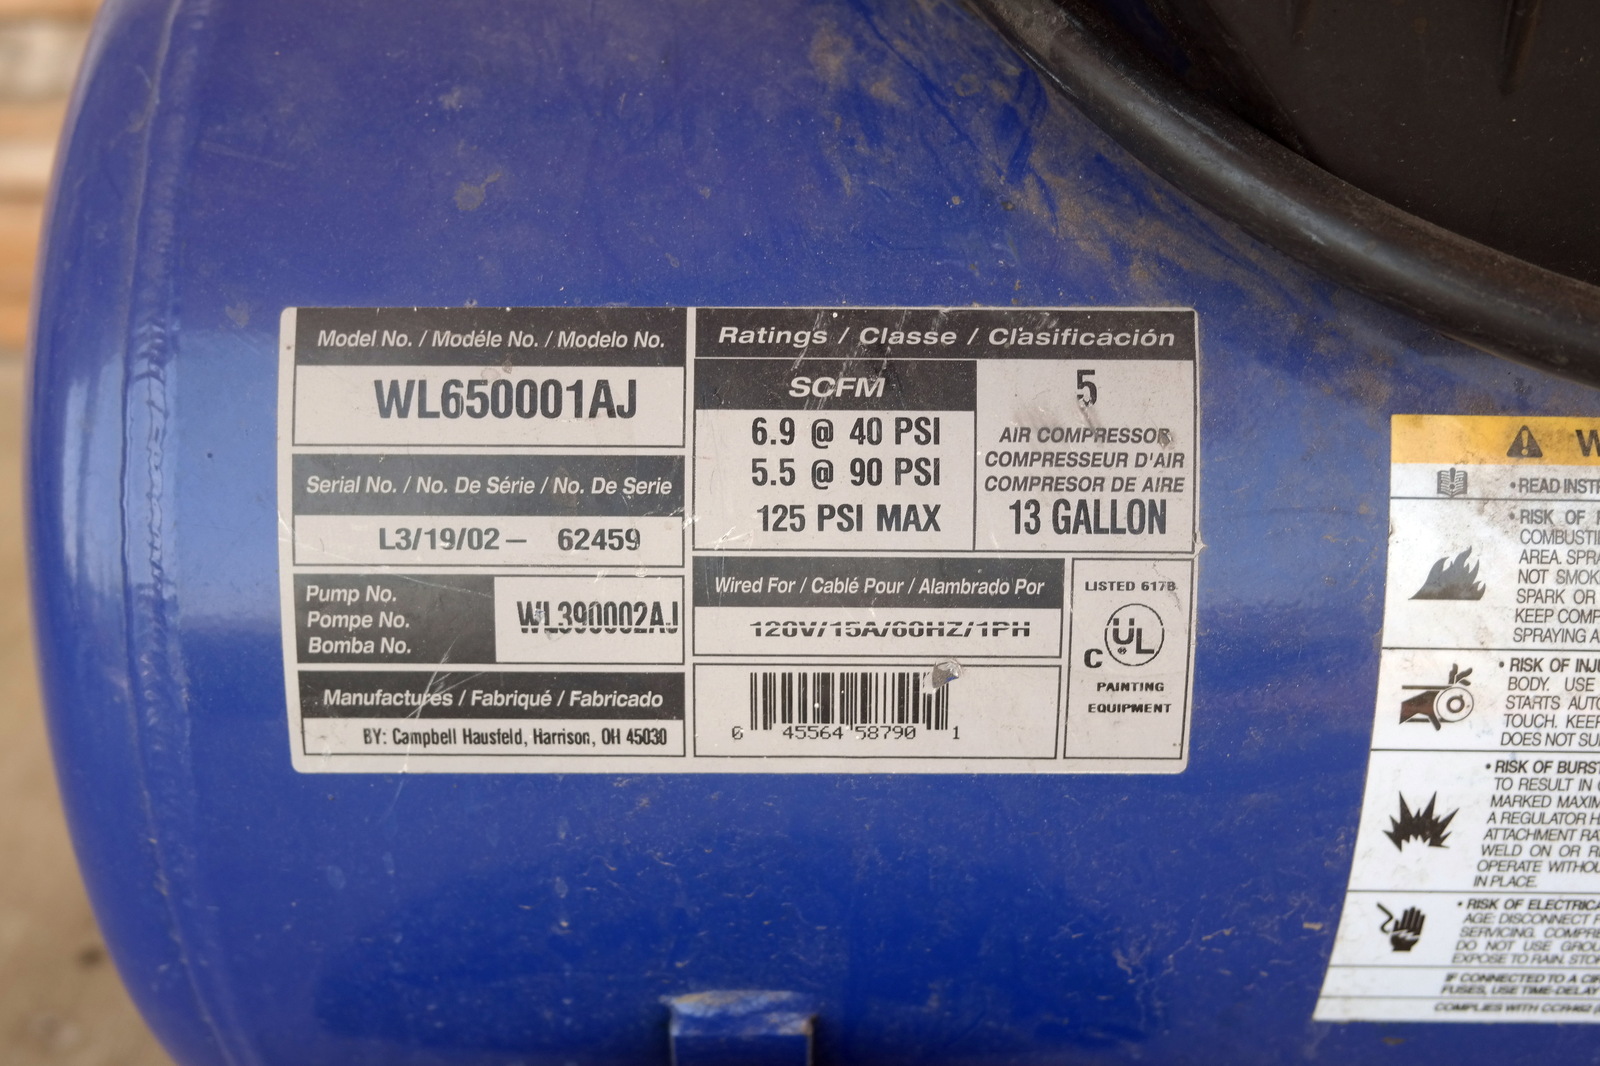 Model No. / Modéle No. / Modelo No.
WL650001AJ
Serial No. / No. De Série / No. De Serie
L3/19/02 – 62459
Pump No.
Pompe No.
Bomba No.
WL390002AJ
Manufactures / Fabriqué / Fabricado
BY: Campbell Hausfeld, Harrison, OH 45030
Ratings / Classe / Clasificación
SCFM
6.9 @ 40 PSI
5.5 @ 90 PSI
125 PSI MAX
5
AIR COMPRESSOR
COMPRESSEUR D'AIR
COMPRESOR DE AIRE
13 GALLON
Wired For / Cablé Pour / Alambrado Por
120V/15A/60HZ/1PH
6 45564 58790 1
LISTED 617B
UL
C
PAINTING
EQUIPMENT
• READ INST
• RISK OF
COMBUSTI
AREA. SPRA
NOT SMOK
SPARK OR
KEEP COMP
SPRAYING A
• RISK OF INJU
BODY. USE
STARTS AUTO
TOUCH. KEEP
DOES NOT SU
• RISK OF BURST
TO RESULT IN
MARKED MAXIM
A REGULATOR
ATTACHMENT RA
WELD ON OR R
OPERATE WITHOU
IN PLACE.
• RISK OF ELECTRICA
AGE: DISCONNECT
SERVICING. COMPRE
DO NOT USE GROU
EXPOSE TO RAIN. STO
IF CONNECTED TO A CI
FUSES, USE TIME-DELAY
COMPLIES WITH